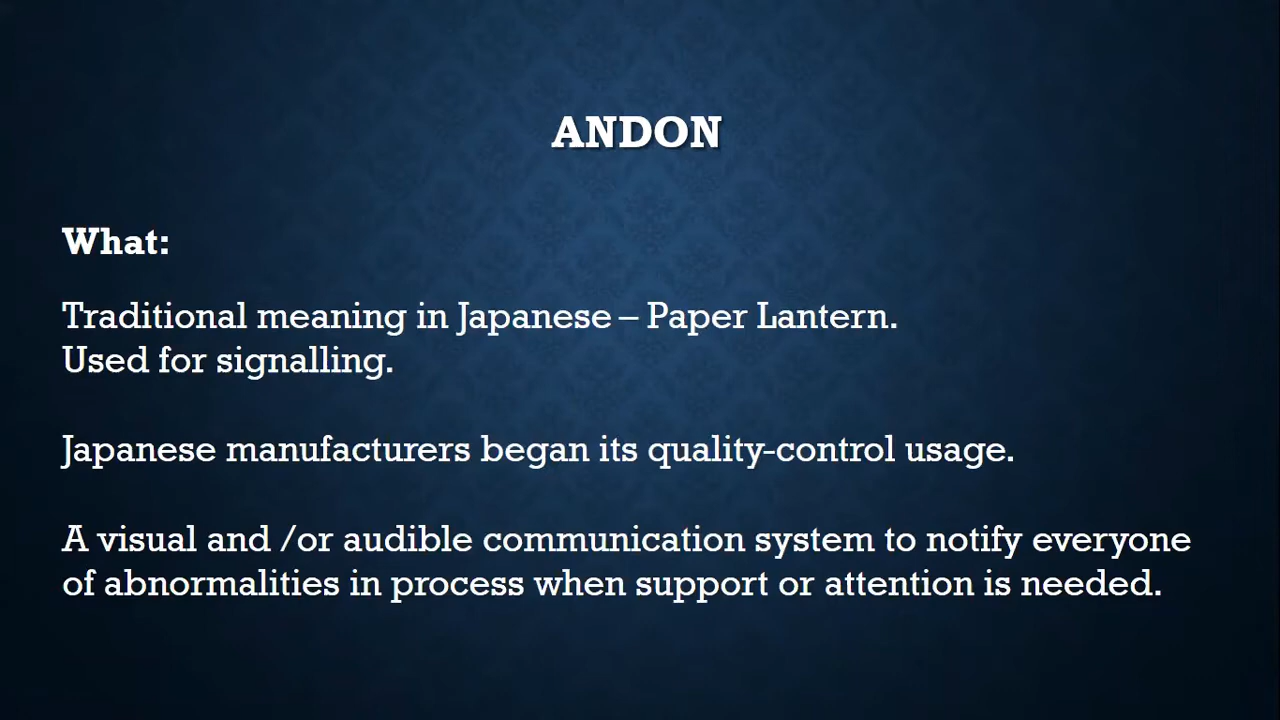 ANDON
What:
Traditional meaning in Japanese – Paper Lantern.
Used for signalling.
Japanese manufacturers began its quality-control usage.
A visual and /or audible communication system to notify everyone
of abnormalities in process when support or attention is needed.